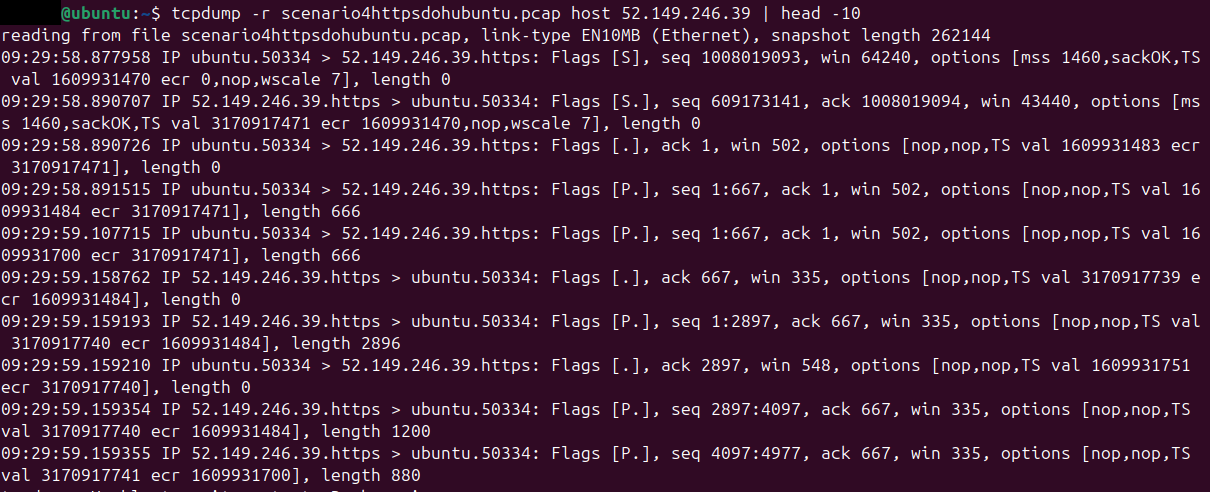 @ubuntu:~$ tcpdump -r scenario4httpsdohubuntu.pcap host 52.149.246.39 | head -10
reading from file scenario4httpsdohubuntu.pcap, link-type EN10MB (Ethernet), snapshot length 262144
09:29:58.877958 IP ubuntu.50334 > 52.149.246.39.https: Flags [S], seq 1008019093, win 64240, options [mss 1460,sackOK,TS
 val 1609931470 ecr 0,nop,wscale 7], length 0
09:29:58.890707 IP 52.149.246.39.https > ubuntu.50334: Flags [S.], seq 609173141, ack 1008019094, win 43440, options [ms
s 1460,sackOK,TS val 3170917471 ecr 1609931470,nop,wscale 7], length 0
09:29:58.890726 IP ubuntu.50334 > 52.149.246.39.https: Flags [.], ack 1, win 502, options [nop,nop,TS val 1609931483 ecr
 3170917471], length 0
09:29:58.891515 IP ubuntu.50334 > 52.149.246.39.https: Flags [P.], seq 1:667, ack 1, win 502, options [nop,nop,TS val 16
09931484 ecr 3170917471], length 666
09:29:59.107715 IP ubuntu.50334 > 52.149.246.39.https: Flags [P.], seq 1:667, ack 1, win 502, options [nop,nop,TS val 16
09931700 ecr 3170917471], length 666
09:29:59.158762 IP 52.149.246.39.https > ubuntu.50334: Flags [.], ack 667, win 335, options [nop,nop,TS val 3170917739 e
cr 1609931484], length 0
09:29:59.159193 IP 52.149.246.39.https > ubuntu.50334: Flags [P.], seq 1:2897, ack 667, win 335, options [nop,nop,TS val
 3170917740 ecr 1609931484], length 2896
09:29:59.159210 IP ubuntu.50334 > 52.149.246.39.https: Flags [.], ack 2897, win 548, options [nop,nop,TS val 1609931751
ecr 3170917740], length 0
09:29:59.159354 IP 52.149.246.39.https > ubuntu.50334: Flags [P.], seq 2897:4097, ack 667, win 335, options [nop,nop,TS
val 3170917740 ecr 1609931484], length 1200
09:29:59.159355 IP 52.149.246.39.https > ubuntu.50334: Flags [P.], seq 4097:4977, ack 667, win 335, options [nop,nop,TS
val 3170917741 ecr 1609931700], length 880